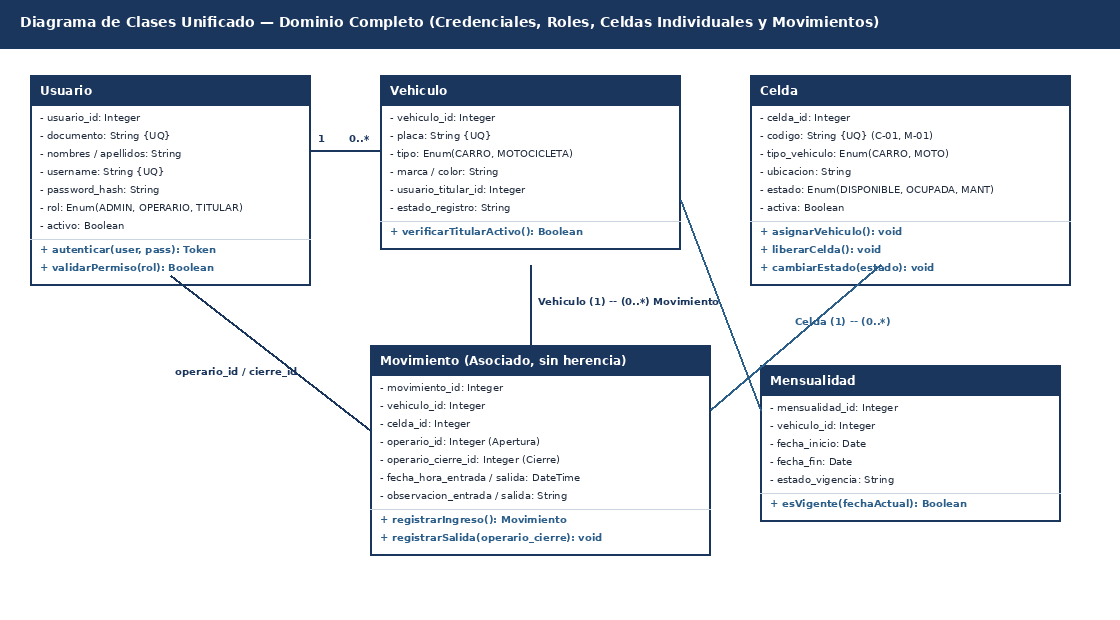 Diagrama de Clases Unificado — Dominio Completo (Credenciales, Roles, Celdas Individuales y Movimientos)
Usuario
- usuario_id: Integer
- documento: String {UQ}
- nombres / apellidos: String
- username: String {UQ}
- password_hash: String
- rol: Enum(ADMIN, OPERARIO, TITULAR)
- activo: Boolean
+ autenticar(user, pass): Token
+ validarPermiso(rol): Boolean
1
0..*
Vehiculo
- vehiculo_id: Integer
- placa: String {UQ}
- tipo: Enum(CARRO, MOTOCICLETA)
- marca / color: String
- usuario_titular_id: Integer
- estado_registro: String
+ verificarTitularActivo(): Boolean
Celda
- celda_id: Integer
- codigo: String {UQ} (C-01, M-01)
- tipo_vehiculo: Enum(CARRO, MOTO)
- ubicacion: String
- estado: Enum(DISPONIBLE, OCUPADA, MANT)
- activa: Boolean
+ asignarVehiculo(): void
+ liberarCelda(): void
+ cambiarEstado(estado): void
Vehiculo (1) -- (0..*) Movimiento
Celda (1) -- (0..*)
operario_id / cierre_id
Movimiento (Asociado, sin herencia)
- movimiento_id: Integer
- vehiculo_id: Integer
- celda_id: Integer
- operario_id: Integer (Apertura)
- operario_cierre_id: Integer (Cierre)
- fecha_hora_entrada / salida: DateTime
- observacion_entrada / salida: String
+ registrarIngreso(): Movimiento
+ registrarSalida(operario_cierre): void
Mensualidad
- mensualidad_id: Integer
- vehiculo_id: Integer
- fecha_inicio: Date
- fecha_fin: Date
- estado_vigencia: String
+ esVigente(fechaActual): Boolean